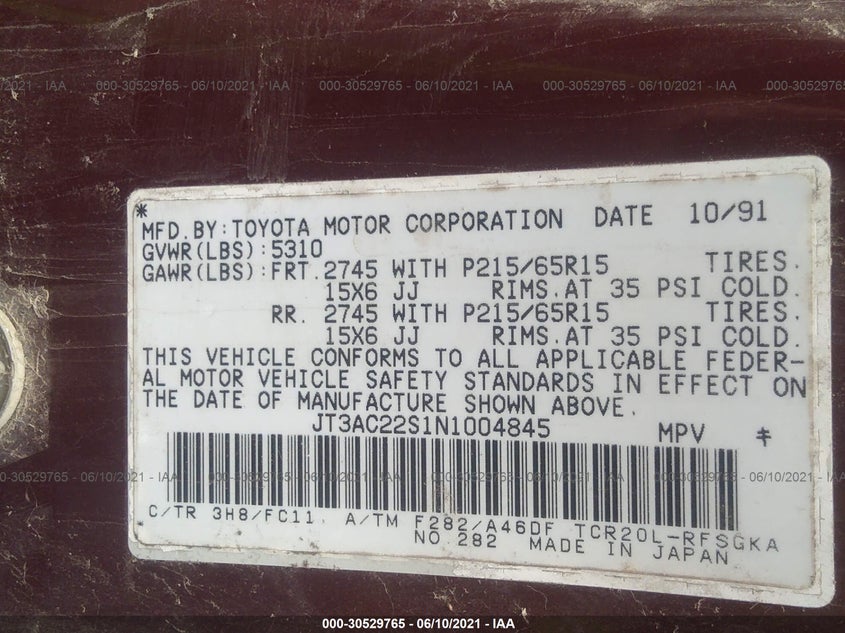 000-30529765 - 06/10/2021 - IAA 000-30529765 - 06/10/2021 - IAA 000-30529765 - 06/10/2021 - IAA
*
MFD.BY:TOYOTA MOTOR CORPORATION DATE 10/91
GVWR(LBS):5310
GAWR(LBS):FRT.2745 WITH P215/65R15 TIRES.
15X6 JJ RIMS.AT 35 PSI COLD.
RR. 2745 WITH P215/65R15 TIRES.
15X6 JJ RIMS.AT 35 PSI COLD.
THIS VEHICLE CONFORMS TO ALL APPLICABLE FEDER-
AL MOTOR VEHICLE SAFETY STANDARDS IN EFFECT ON
THE DATE OF MANUFACTURE SHOWN ABOVE.
JT3AC22S1N1004845 MPV
C/TR 3H8/FC11. A/TM F282/A46DF TCR20L-RFSGKA
NO.282 MADE IN JAPAN
000-30529765 - 06/10/2021 - IAA